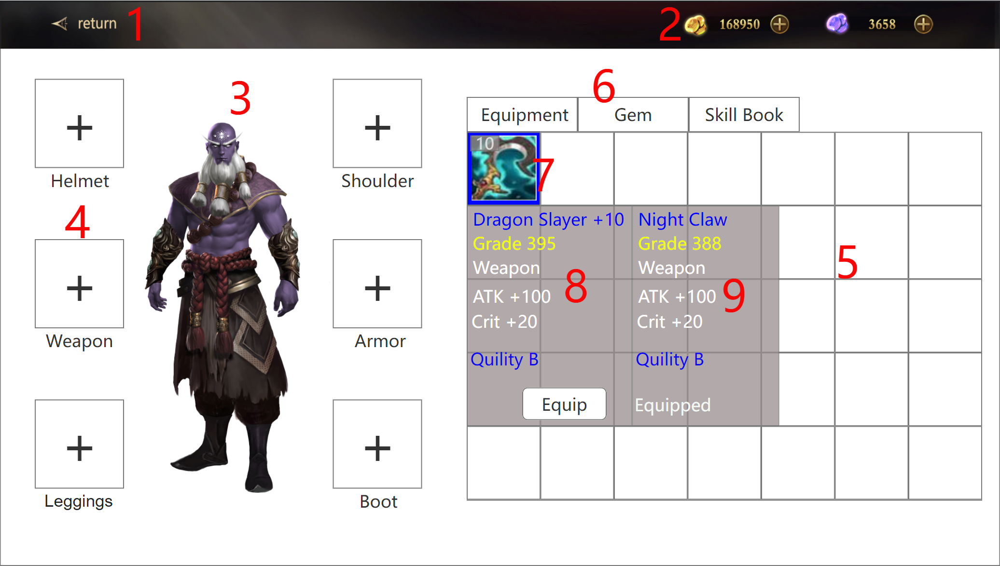 return 1
2 168950 3658
3
6
Equipment Gem Skill Book
10
7
Helmet
Shoulder
4
5
Dragon Slayer +10
Grade 395
Weapon
8
ATK +100
Crit +20
Quility B
Equip
Night Claw
Grade 388
Weapon
9
ATK +100
Crit +20
Quility B
Equipped
Weapon
Armor
Leggings
Boot